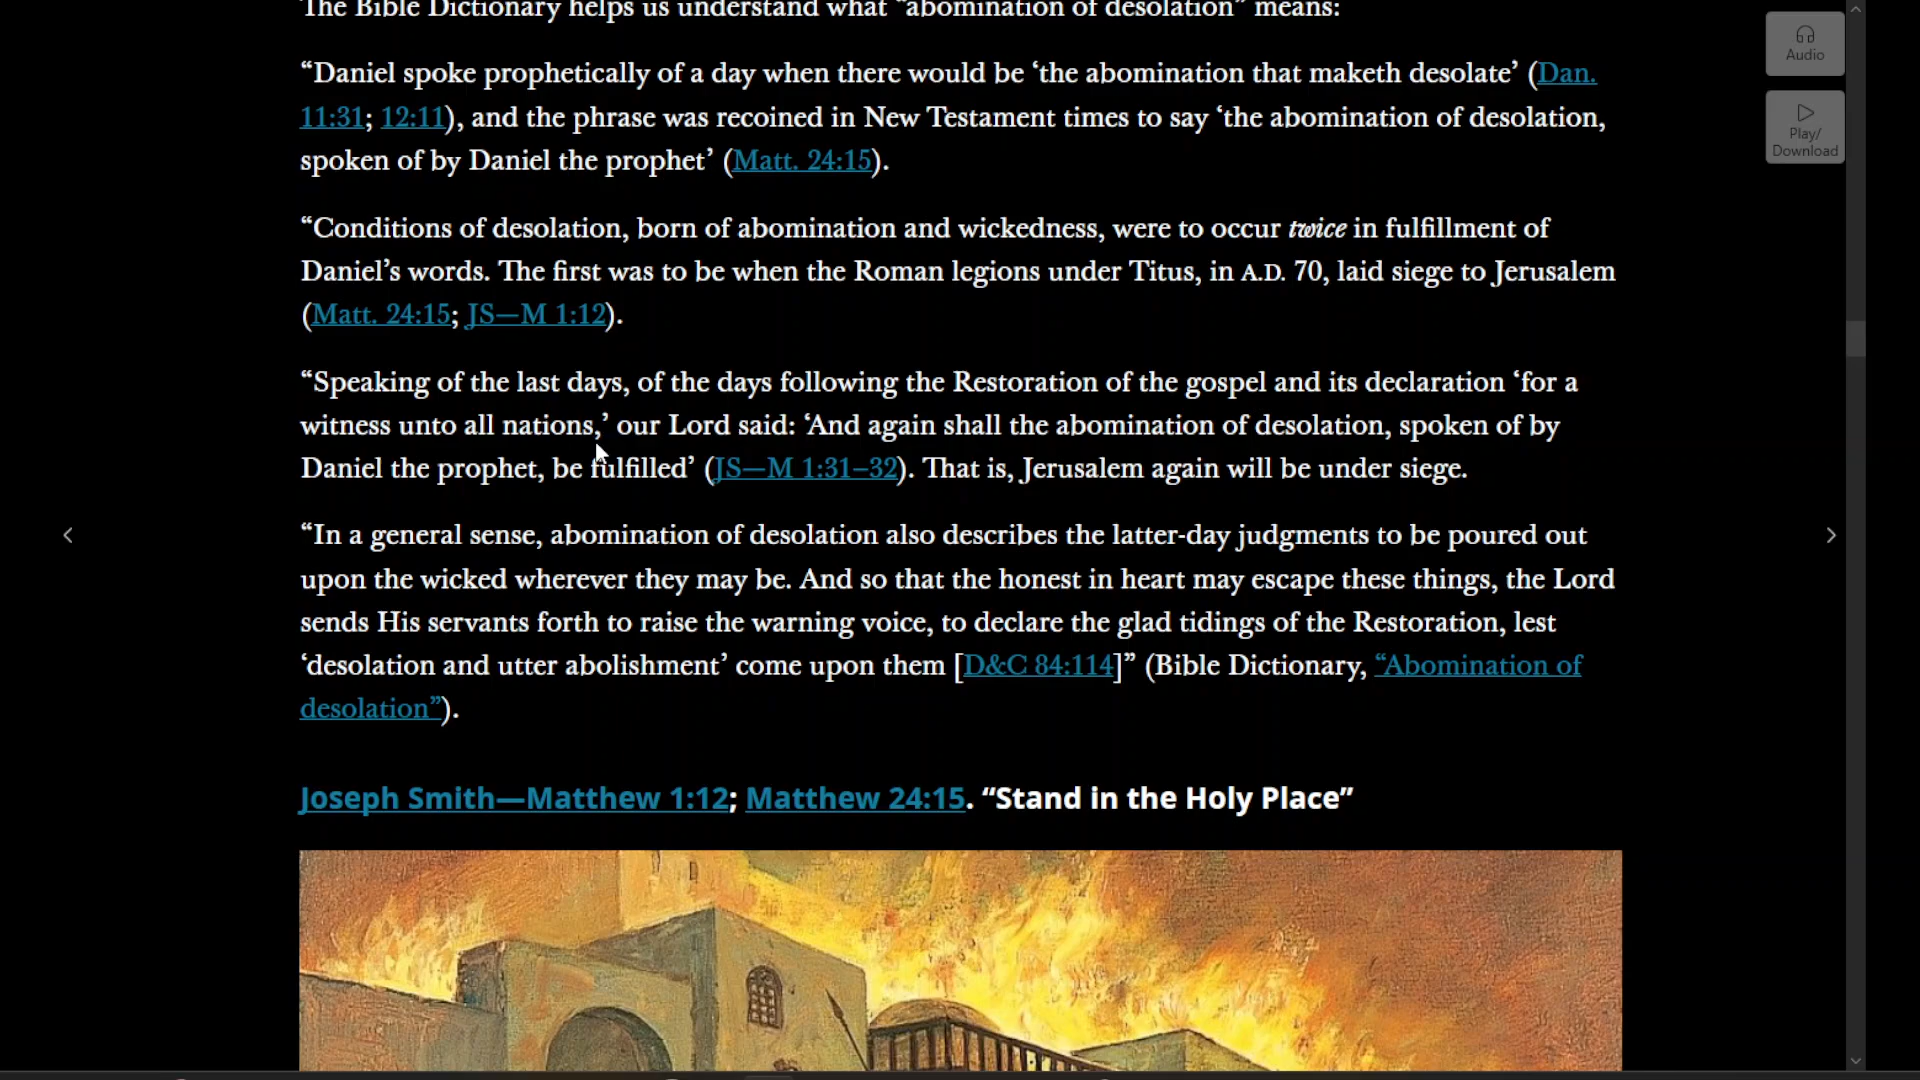 The Bible Dictionary helps us understand what “abomination of desolation” means:
“Daniel spoke prophetically of a day when there would be ‘the abomination that maketh desolate’ (Dan.
11:31; 12:11), and the phrase was recoined in New Testament times to say ‘the abomination of desolation,
spoken of by Daniel the prophet’ (Matt. 24:15).
“Conditions of desolation, born of abomination and wickedness, were to occur twice in fulfillment of
Daniel’s words. The first was to be when the Roman legions under Titus, in A.D. 70, laid siege to Jerusalem
(Matt. 24:15; JS—M 1:12).
“Speaking of the last days, of the days following the Restoration of the gospel and its declaration ‘for a
witness unto all nations,’ our Lord said: ‘And again shall the abomination of desolation, spoken of by
Daniel the prophet, be fulfilled’ (JS—M 1:31–32). That is, Jerusalem again will be under siege.
“In a general sense, abomination of desolation also describes the latter-day judgments to be poured out
upon the wicked wherever they may be. And so that the honest in heart may escape these things, the Lord
sends His servants forth to raise the warning voice, to declare the glad tidings of the Restoration, lest
‘desolation and utter abolishment’ come upon them [D&C 84:114]” (Bible Dictionary, “Abomination of
desolation”).
Joseph Smith—Matthew 1:12; Matthew 24:15. “Stand in the Holy Place”
Audio
Play/
Download